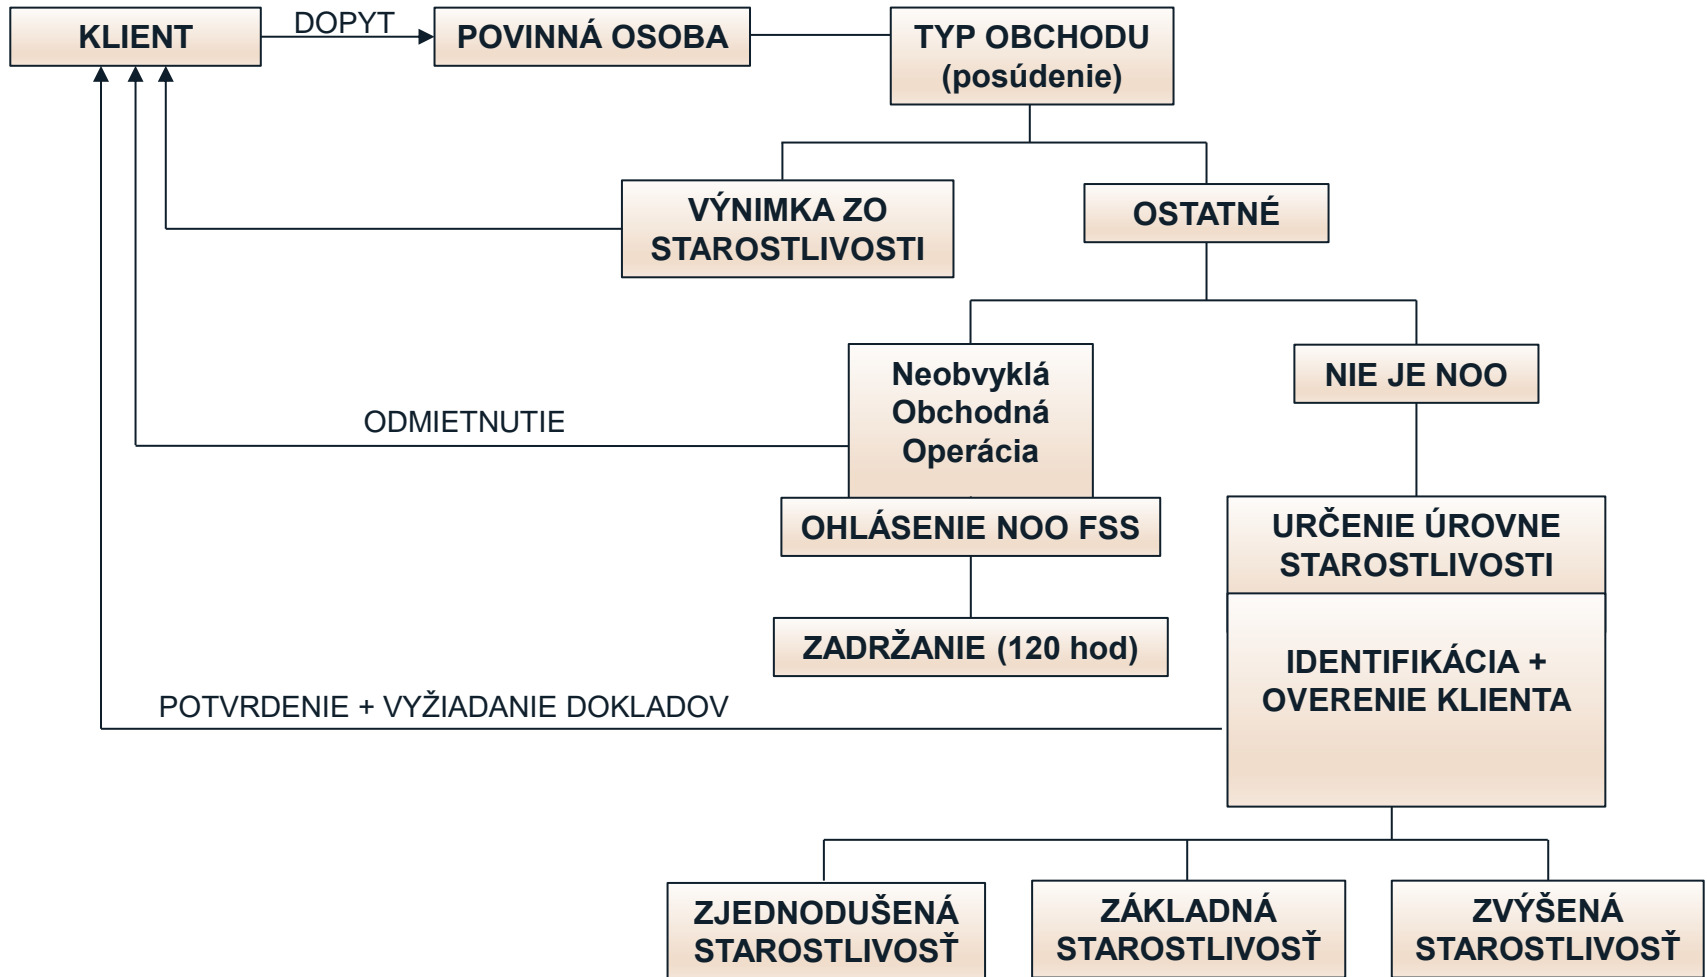 KLIENT
DOPYT
POVINNÁ OSOBA
TYP OBCHODU
(posúdenie)
VÝNIMKA ZO
STAROSTLIVOSTI
OSTATNÉ
Neobvyklá
Obchodná
Operácia
NIE JE NOO
ODMIETNUTIE
OHLÁSENIE NOO FSS
URČENIE ÚROVNE
STAROSTLIVOSTI
ZADRŽANIE (120 hod)
IDENTIFIKÁCIA +
OVERENIE KLIENTA
POTVRDENIE + VYŽIADANIE DOKLADOV
ZJEDNODUŠENÁ
STAROSTLIVOSŤ
ZÁKLADNÁ
STAROSTLIVOSŤ
ZVÝŠENÁ
STAROSTLIVOSŤ